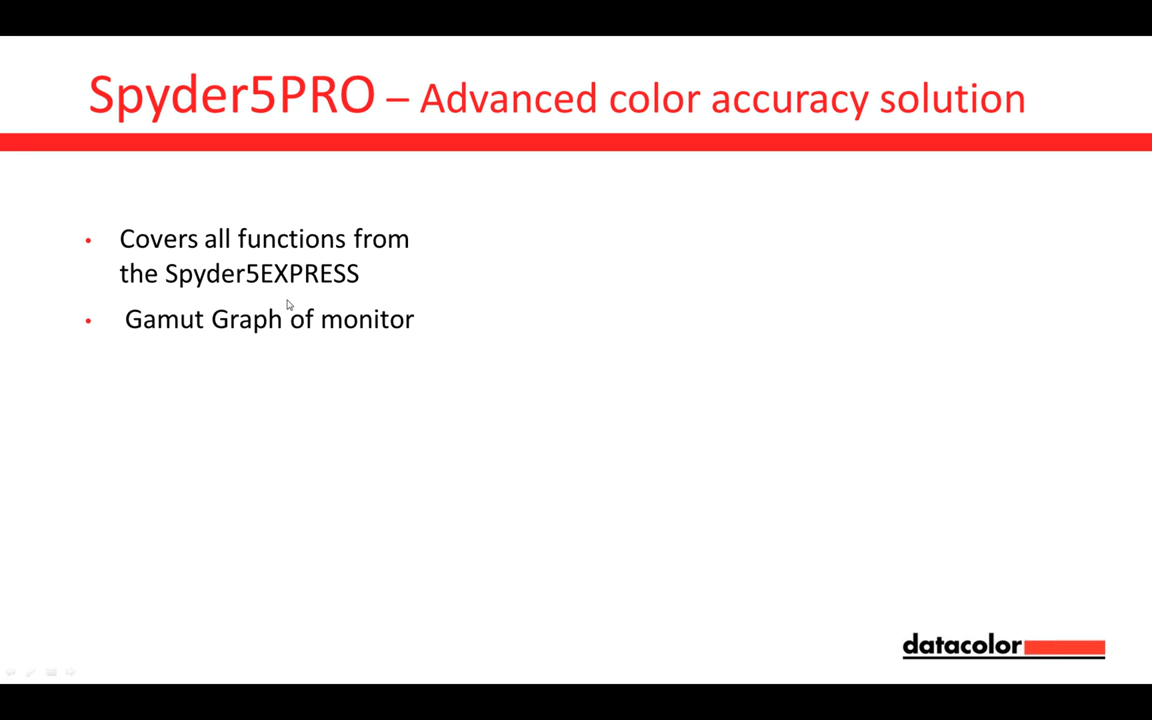 Spyder5PRO – Advanced color accuracy solution
• Covers all functions from
the Spyder5EXPRESS
• Gamut Graph of monitor
datacolor